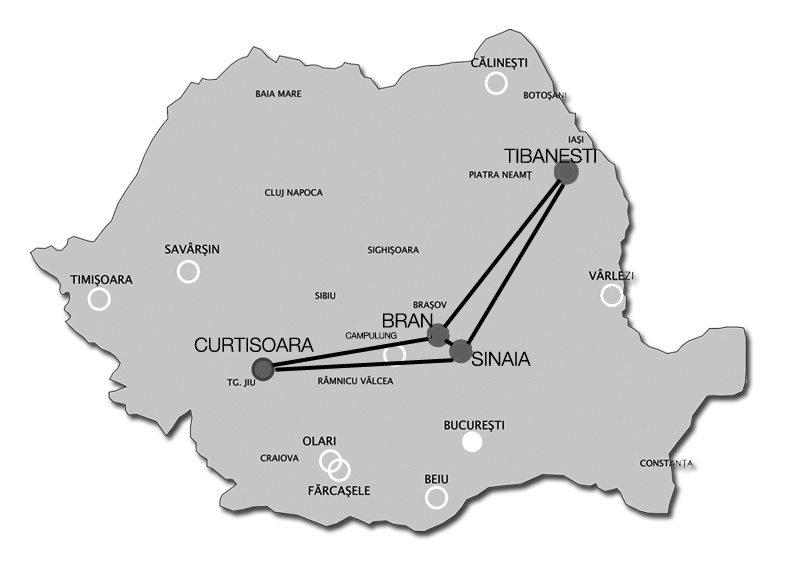 CĂLINEŞTI
BAIA MARE
BOTOŞANI
IAŞI
TIBANESTI
PIATRA NEAMŢ
CLUJ NAPOCA
SAVÂRŞIN
SIGHIŞOARA
TIMIŞOARA
VÂRLEZI
SIBIU
BRAŞOV
BRAN
CAMPULUNG
CURTISOARA
SINAIA
TG. JIU
RÂMNICU VÂLCEA
BUCUREŞTI
OLARI
CRAIOVA
CONSTANŢA
BEIU
FĂRCAŞELE